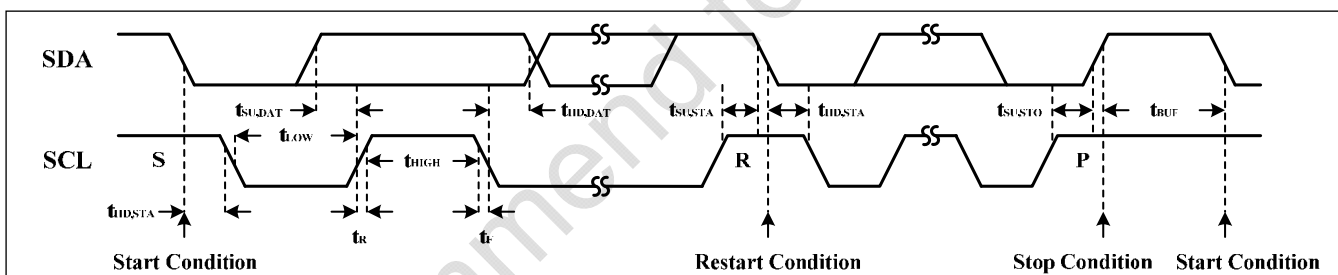 SDA
tSU,DAT
tHD,DAT
tSU,STA
tHD,STA
tSU,STO
tBUF
tLOW
SCL
S
tHIGH
R
P
tHD,STA
tR
tF
Start Condition
Restart Condition
Stop Condition
Start Condition